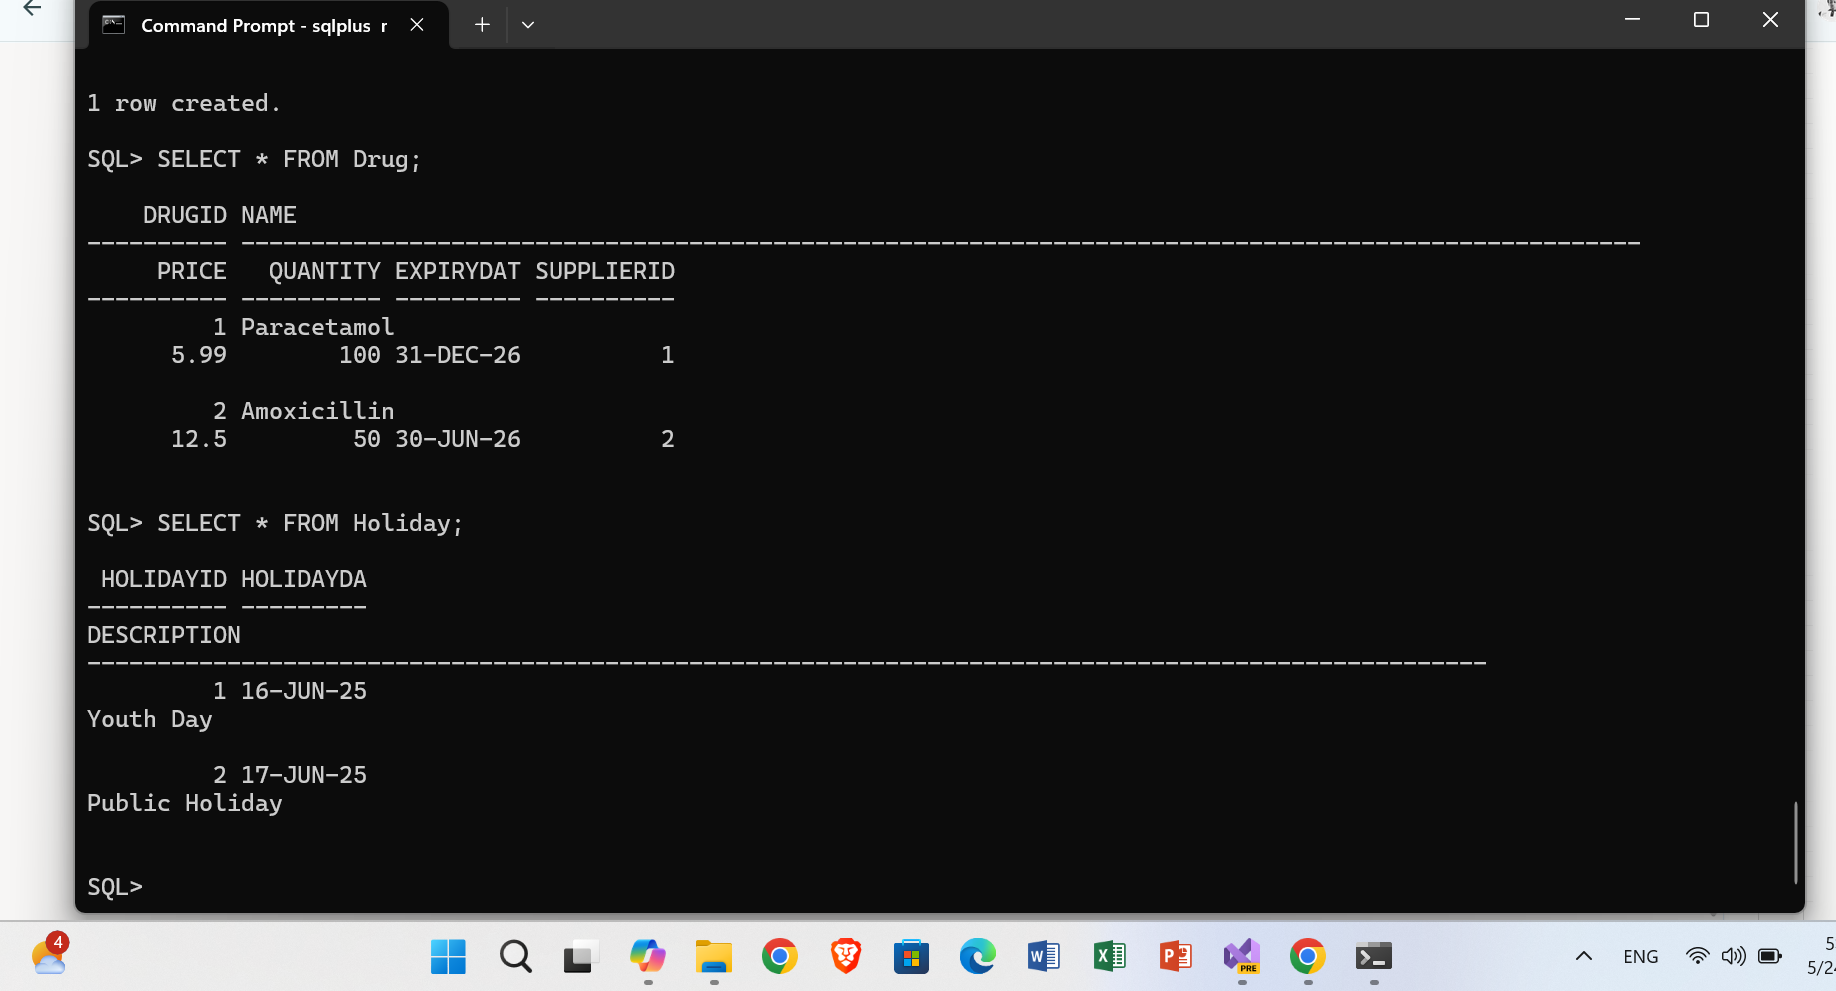 Command Prompt - sqlplus r
1 row created.
SQL> SELECT * FROM Drug;
DRUGID NAME
---------- ----------------------------------------------------------------------------------------------------
PRICE QUANTITY EXPIRYDAT SUPPLIERID
---------- ---------- --------- ----------
1 Paracetamol
5.99 100 31-DEC-26 1
2 Amoxicillin
12.5 50 30-JUN-26 2
SQL> SELECT * FROM Holiday;
HOLIDAYID HOLIDAYDA
---------- ---------
DESCRIPTION
----------------------------------------------------------------------------------------------------
1 16-JUN-25
Youth Day
2 17-JUN-25
Public Holiday
SQL>
4
W
X
P
PRE
ENG
5
5/24